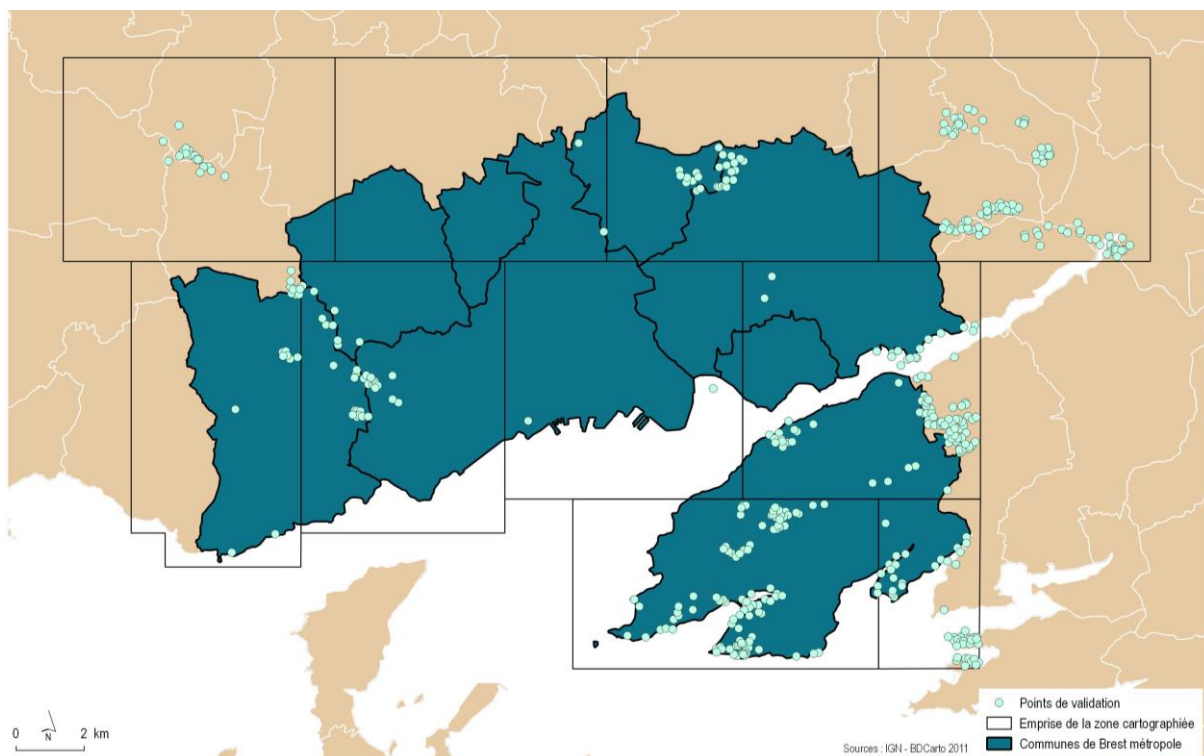 Points de validation
Emprise de la zone cartographiée
Communes de Brest métropole
0 N 2 km
Sources : IGN - BDCarto 2011